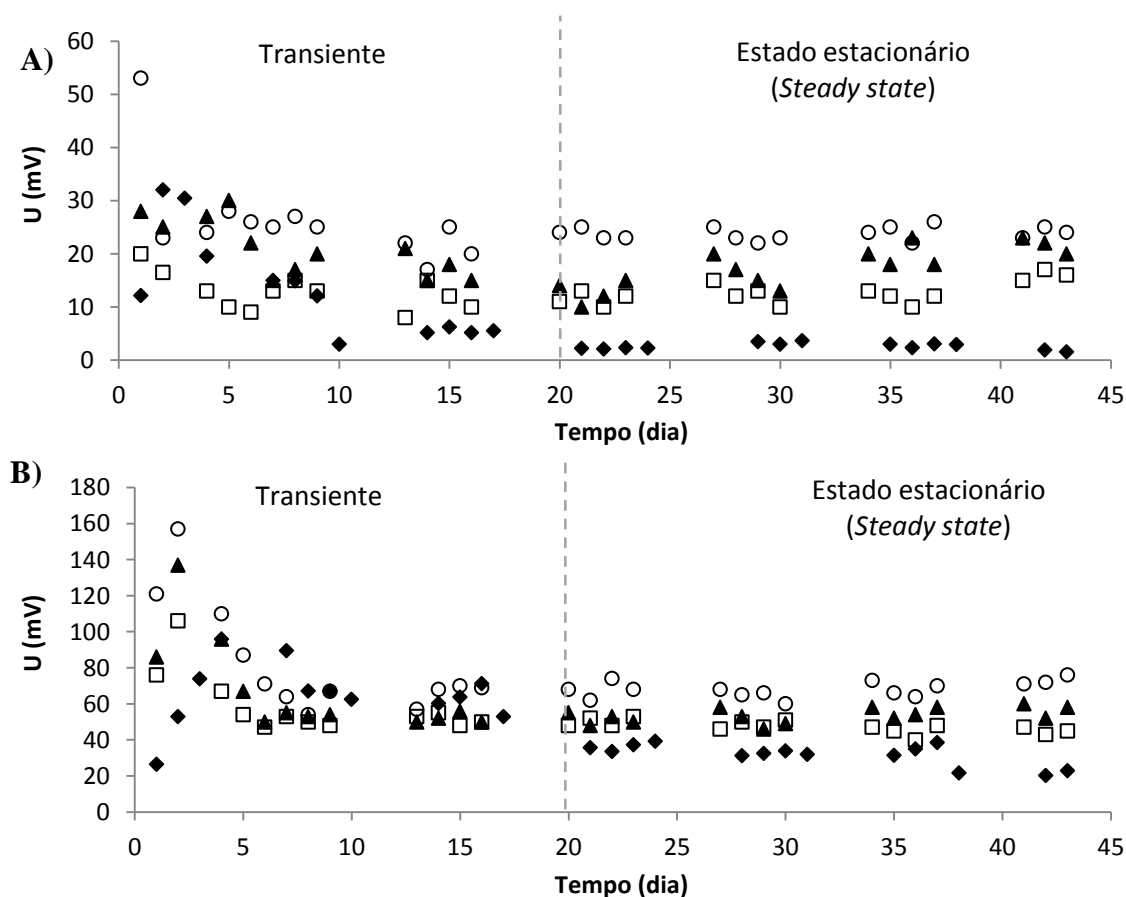 A)
Transiente
Estado estacionário
(Steady state)
U (mV)
60
50
40
30
20
10
0
0 5 10 15 20 25 30 35 40 45
Tempo (dia)
B)
Transiente
Estado estacionário
(Steady state)
U (mV)
180
160
140
120
100
80
60
40
20
0
0 5 10 15 20 25 30 35 40 45
Tempo (dia)